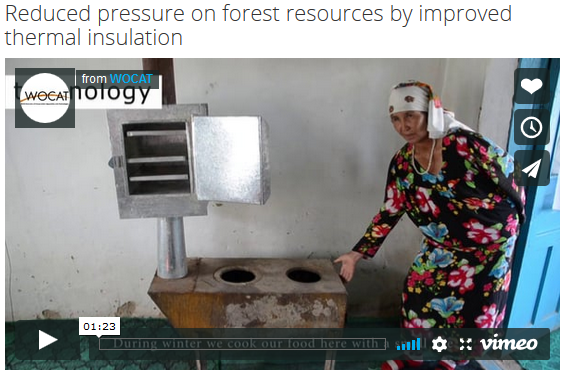 Reduced pressure on forest resources by improved
thermal insulation
from WOCAT
WOCAT
nology
01:23
During winter we cook our food here with a
vimeo